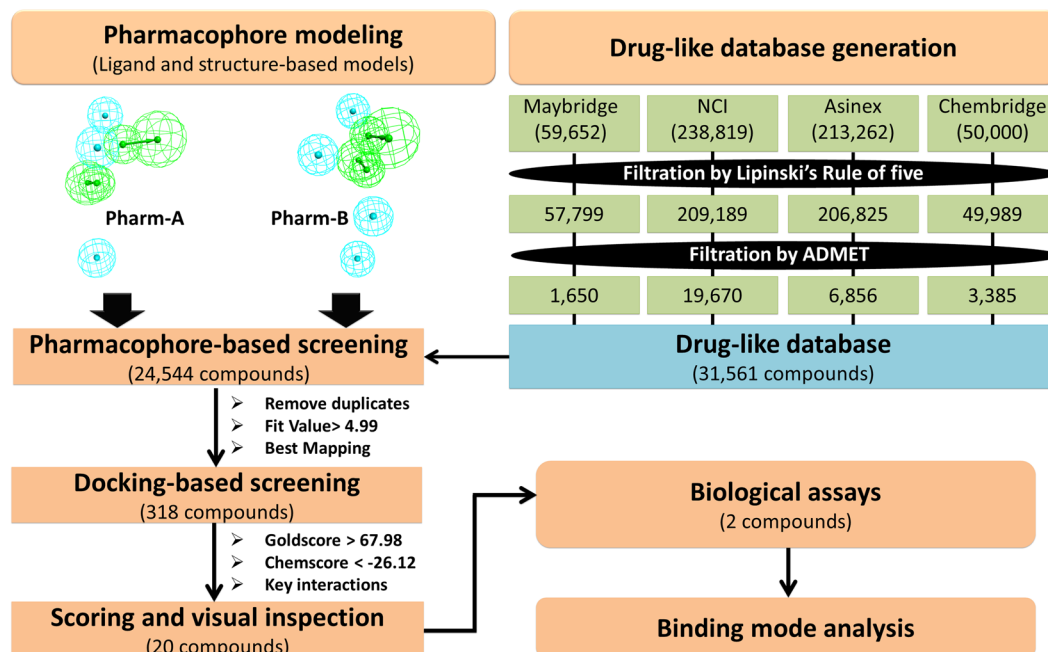 Pharmacophore modeling
(Ligand and structure-based models)
Pharm-A
Pharm-B
Drug-like database generation
Maybridge NCI Asinex Chembridge
(59,652) (238,819) (213,262) (50,000)
Filtration by Lipinski's Rule of five
57,799 209,189 206,825 49,989
Filtration by ADMET
1,650 19,670 6,856 3,385
Drug-like database
(31,561 compounds)
Pharmacophore-based screening
(24,544 compounds)
➢ Remove duplicates
➢ Fit Value> 4.99
➢ Best Mapping
Docking-based screening
(318 compounds)
➢ Goldscore > 67.98
➢ Chemscore < -26.12
➢ Key interactions
Scoring and visual inspection
(20 compounds)
Biological assays
(2 compounds)
Binding mode analysis